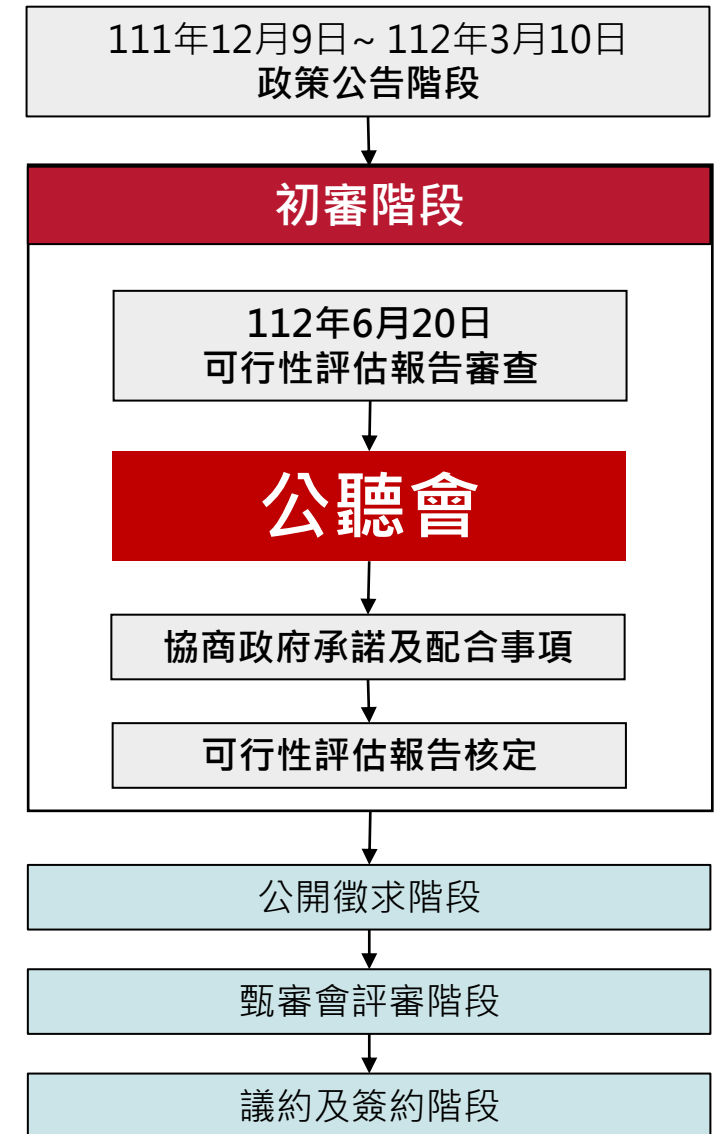 111年12月9日~ 112年3月10日
政策公告階段
初審階段
112年6月20日
可行性評估報告審查
公聽會
協商政府承諾及配合事項
可行性評估報告核定
公開徵求階段
甄審會評審階段
議約及簽約階段